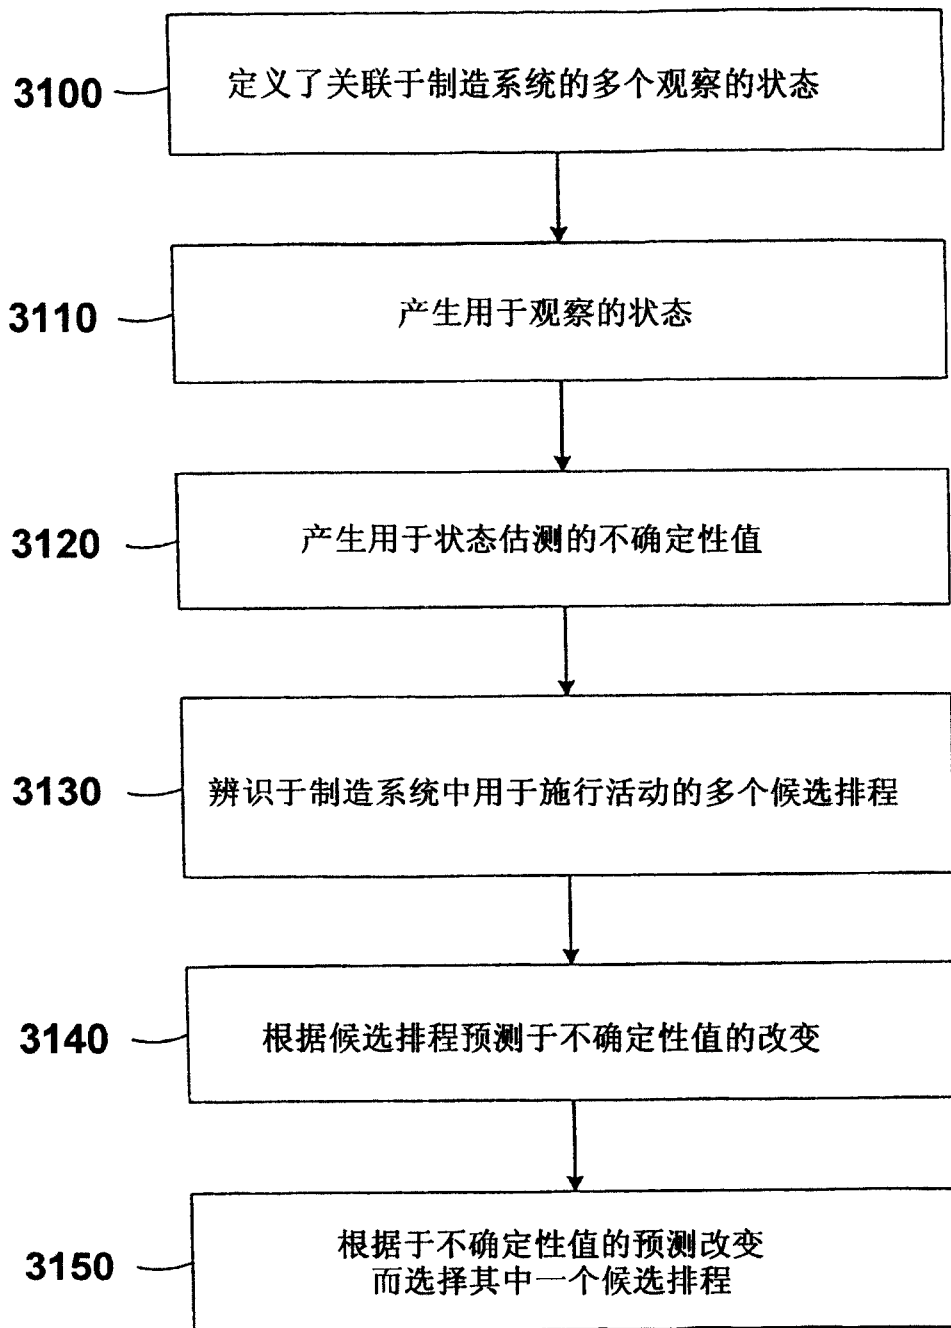 3100
定义了关联于制造系统的多个观察的状态
3110
产生用于观察的状态
3120
产生用于状态估测的不确定性值
3130
辨识于制造系统中用于施行活动的多个候选排程
3140
根据候选排程预测于不确定性值的改变
3150
根据于不确定性值的预测改变
而选择其中一个候选排程